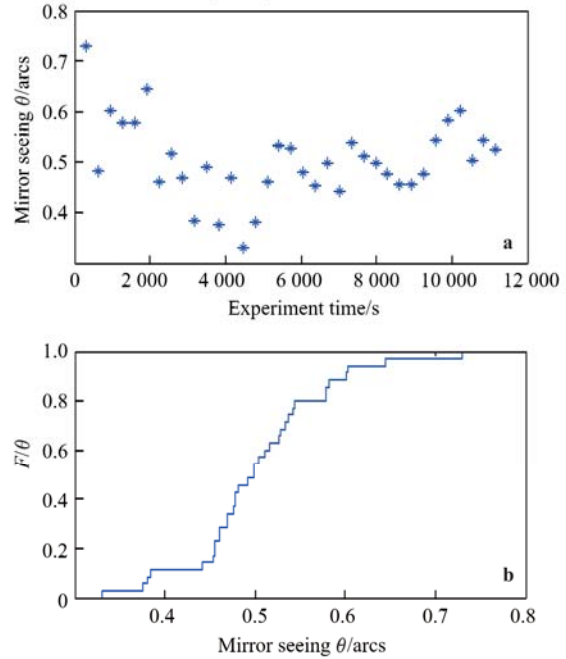 0.8
0.7
0.6
0.5
0.4
Mirror seeing θ/arcs
a
0 2 000 4 000 6 000 8 000 10 000 12 000
Experiment time/s
1.0
0.8
0.6
0.4
0.2
0
F/θ
b
0.4 0.5 0.6 0.7 0.8
Mirror seeing θ/arcs